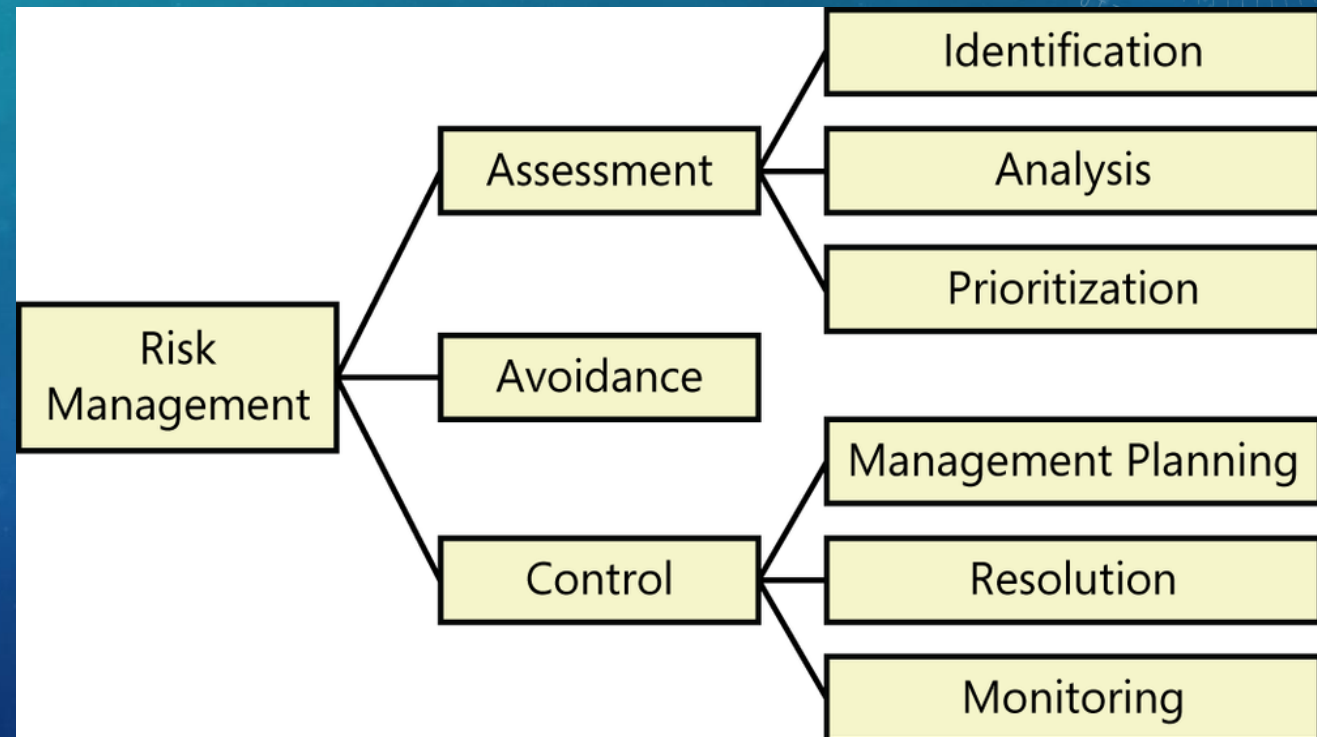 Risk
Management
Assessment
Avoidance
Control
Identification
Analysis
Prioritization
Management Planning
Resolution
Monitoring